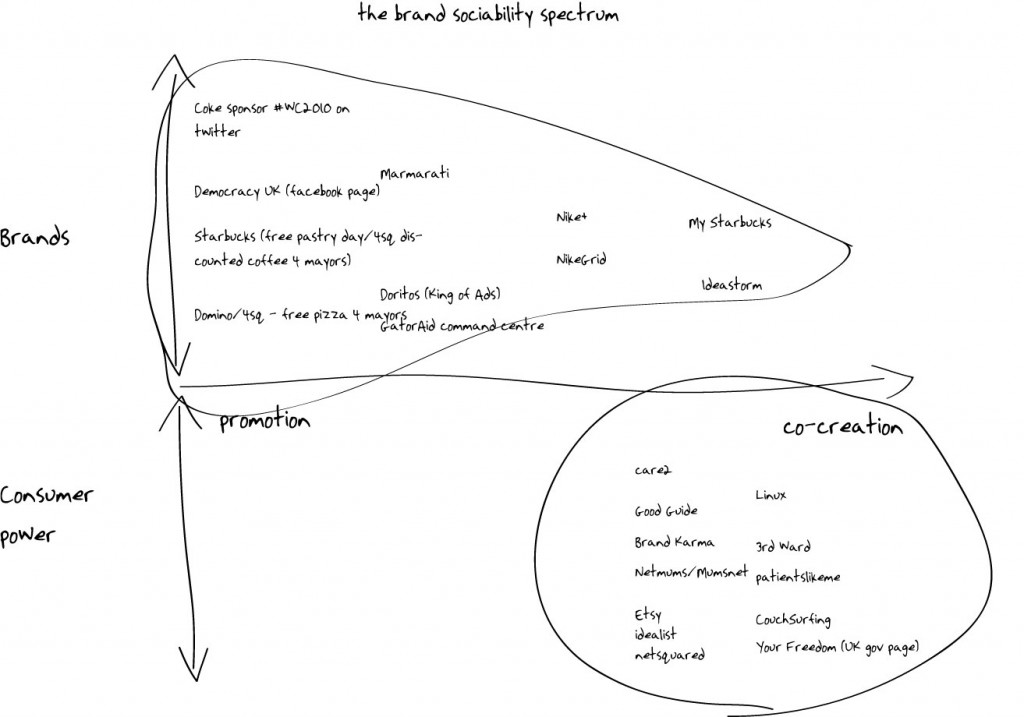 the brand sociability spectrum
Coke sponsor #WC2010 on
twitter
Marmarati
Democracy UK (facebook page)
Nike+
My Starbucks
Brands
Starbucks (free pastry day/4sq dis-
counted coffee 4 mayors)
NikeGrid
Ideastorm
Doritos (King of Ads)
Domino/4sq - free pizza 4 mayors
GatorAid command centre
promotion
co-creation
Consumer
power
care2
Linux
Good Guide
Brand Karma
3rd Ward
Netmums/Mumsnet
patientslikeme
Etsy
CouchSurfing
idealist
Your Freedom (UK gov page)
netsquared